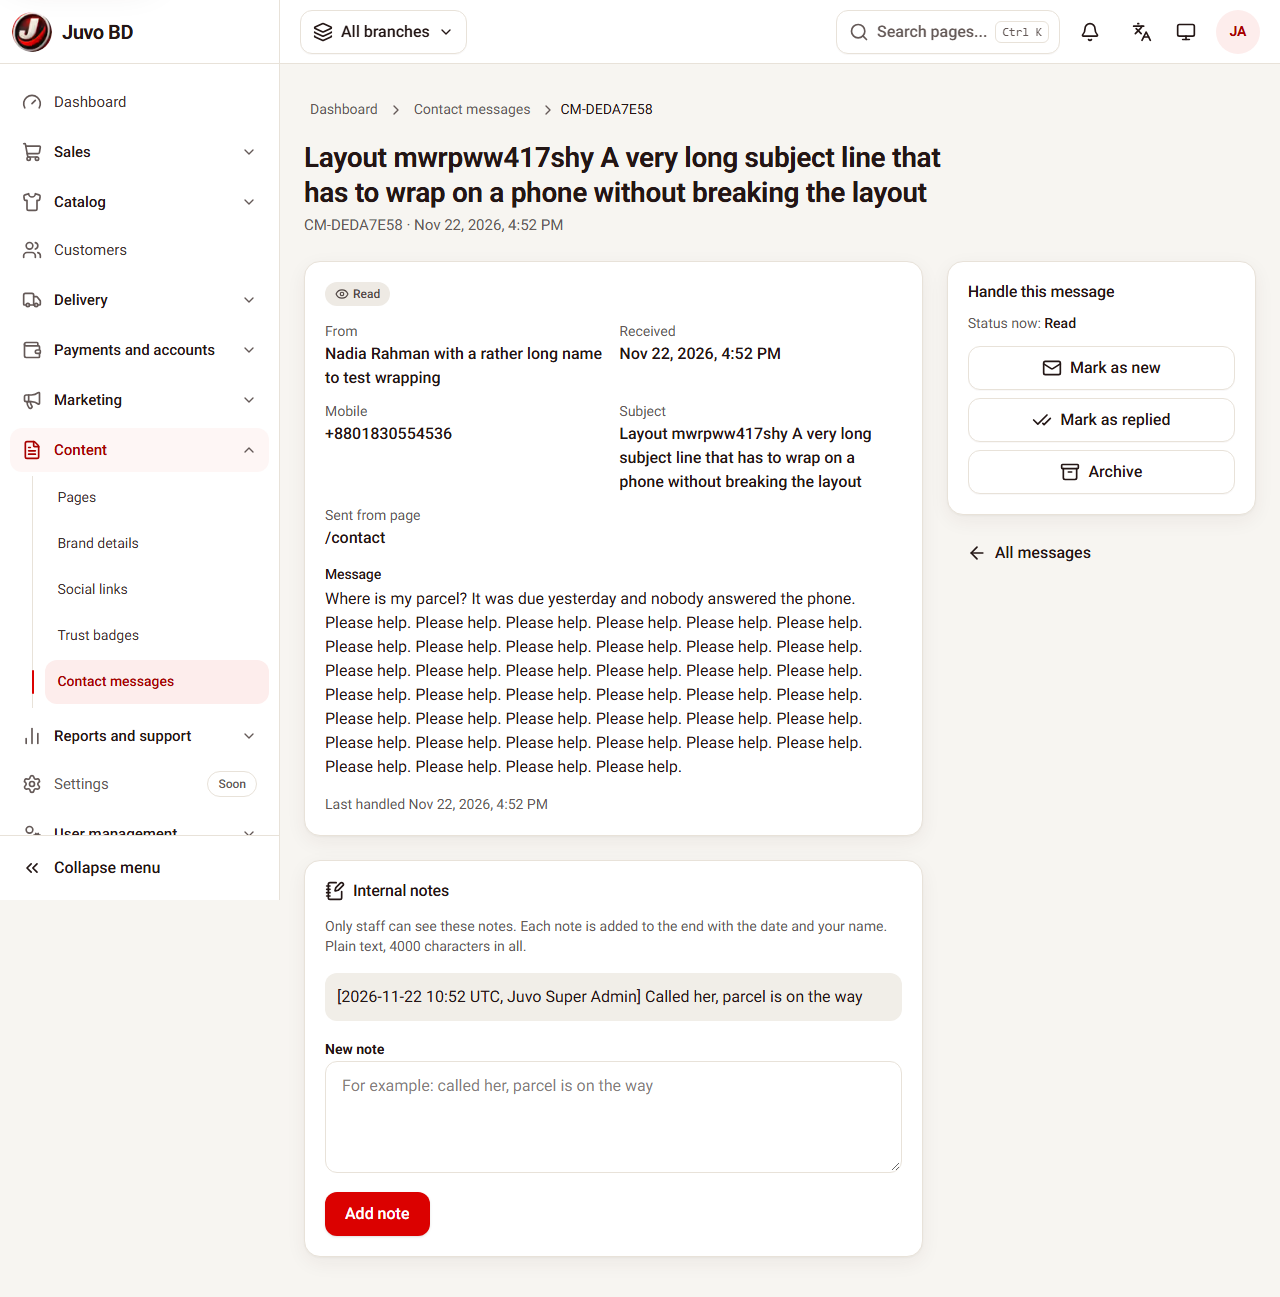 Juvo BD
All branches
Search pages... Ctrl K
JA
Dashboard
Sales
Catalog
Customers
Delivery
Payments and accounts
Marketing
Content
Pages
Brand details
Social links
Trust badges
Contact messages
Reports and support
Settings Soon
User management
Collapse menu
Dashboard > Contact messages > CM-DEDA7E58
Layout mwrpww417shy A very long subject line that
has to wrap on a phone without breaking the layout
CM-DEDA7E58 · Nov 22, 2026, 4:52 PM
Read
From
Nadia Rahman with a rather long name
to test wrapping
Received
Nov 22, 2026, 4:52 PM
Mobile
+8801830554536
Subject
Layout mwrpww417shy A very long
subject line that has to wrap on a
phone without breaking the layout
Sent from page
/contact
Message
Where is my parcel? It was due yesterday and nobody answered the phone.
Please help. Please help. Please help. Please help. Please help. Please help.
Please help. Please help. Please help. Please help. Please help. Please help.
Please help. Please help. Please help. Please help. Please help. Please help.
Please help. Please help. Please help. Please help. Please help. Please help.
Please help. Please help. Please help. Please help. Please help. Please help.
Please help. Please help. Please help. Please help. Please help. Please help.
Please help. Please help. Please help. Please help.
Last handled Nov 22, 2026, 4:52 PM
Internal notes
Only staff can see these notes. Each note is added to the end with the date and your name.
Plain text, 4000 characters in all.
[2026-11-22 10:52 UTC, Juvo Super Admin] Called her, parcel is on the way
New note
For example: called her, parcel is on the way
Add note
Handle this message
Status now: Read
Mark as new
Mark as replied
Archive
All messages